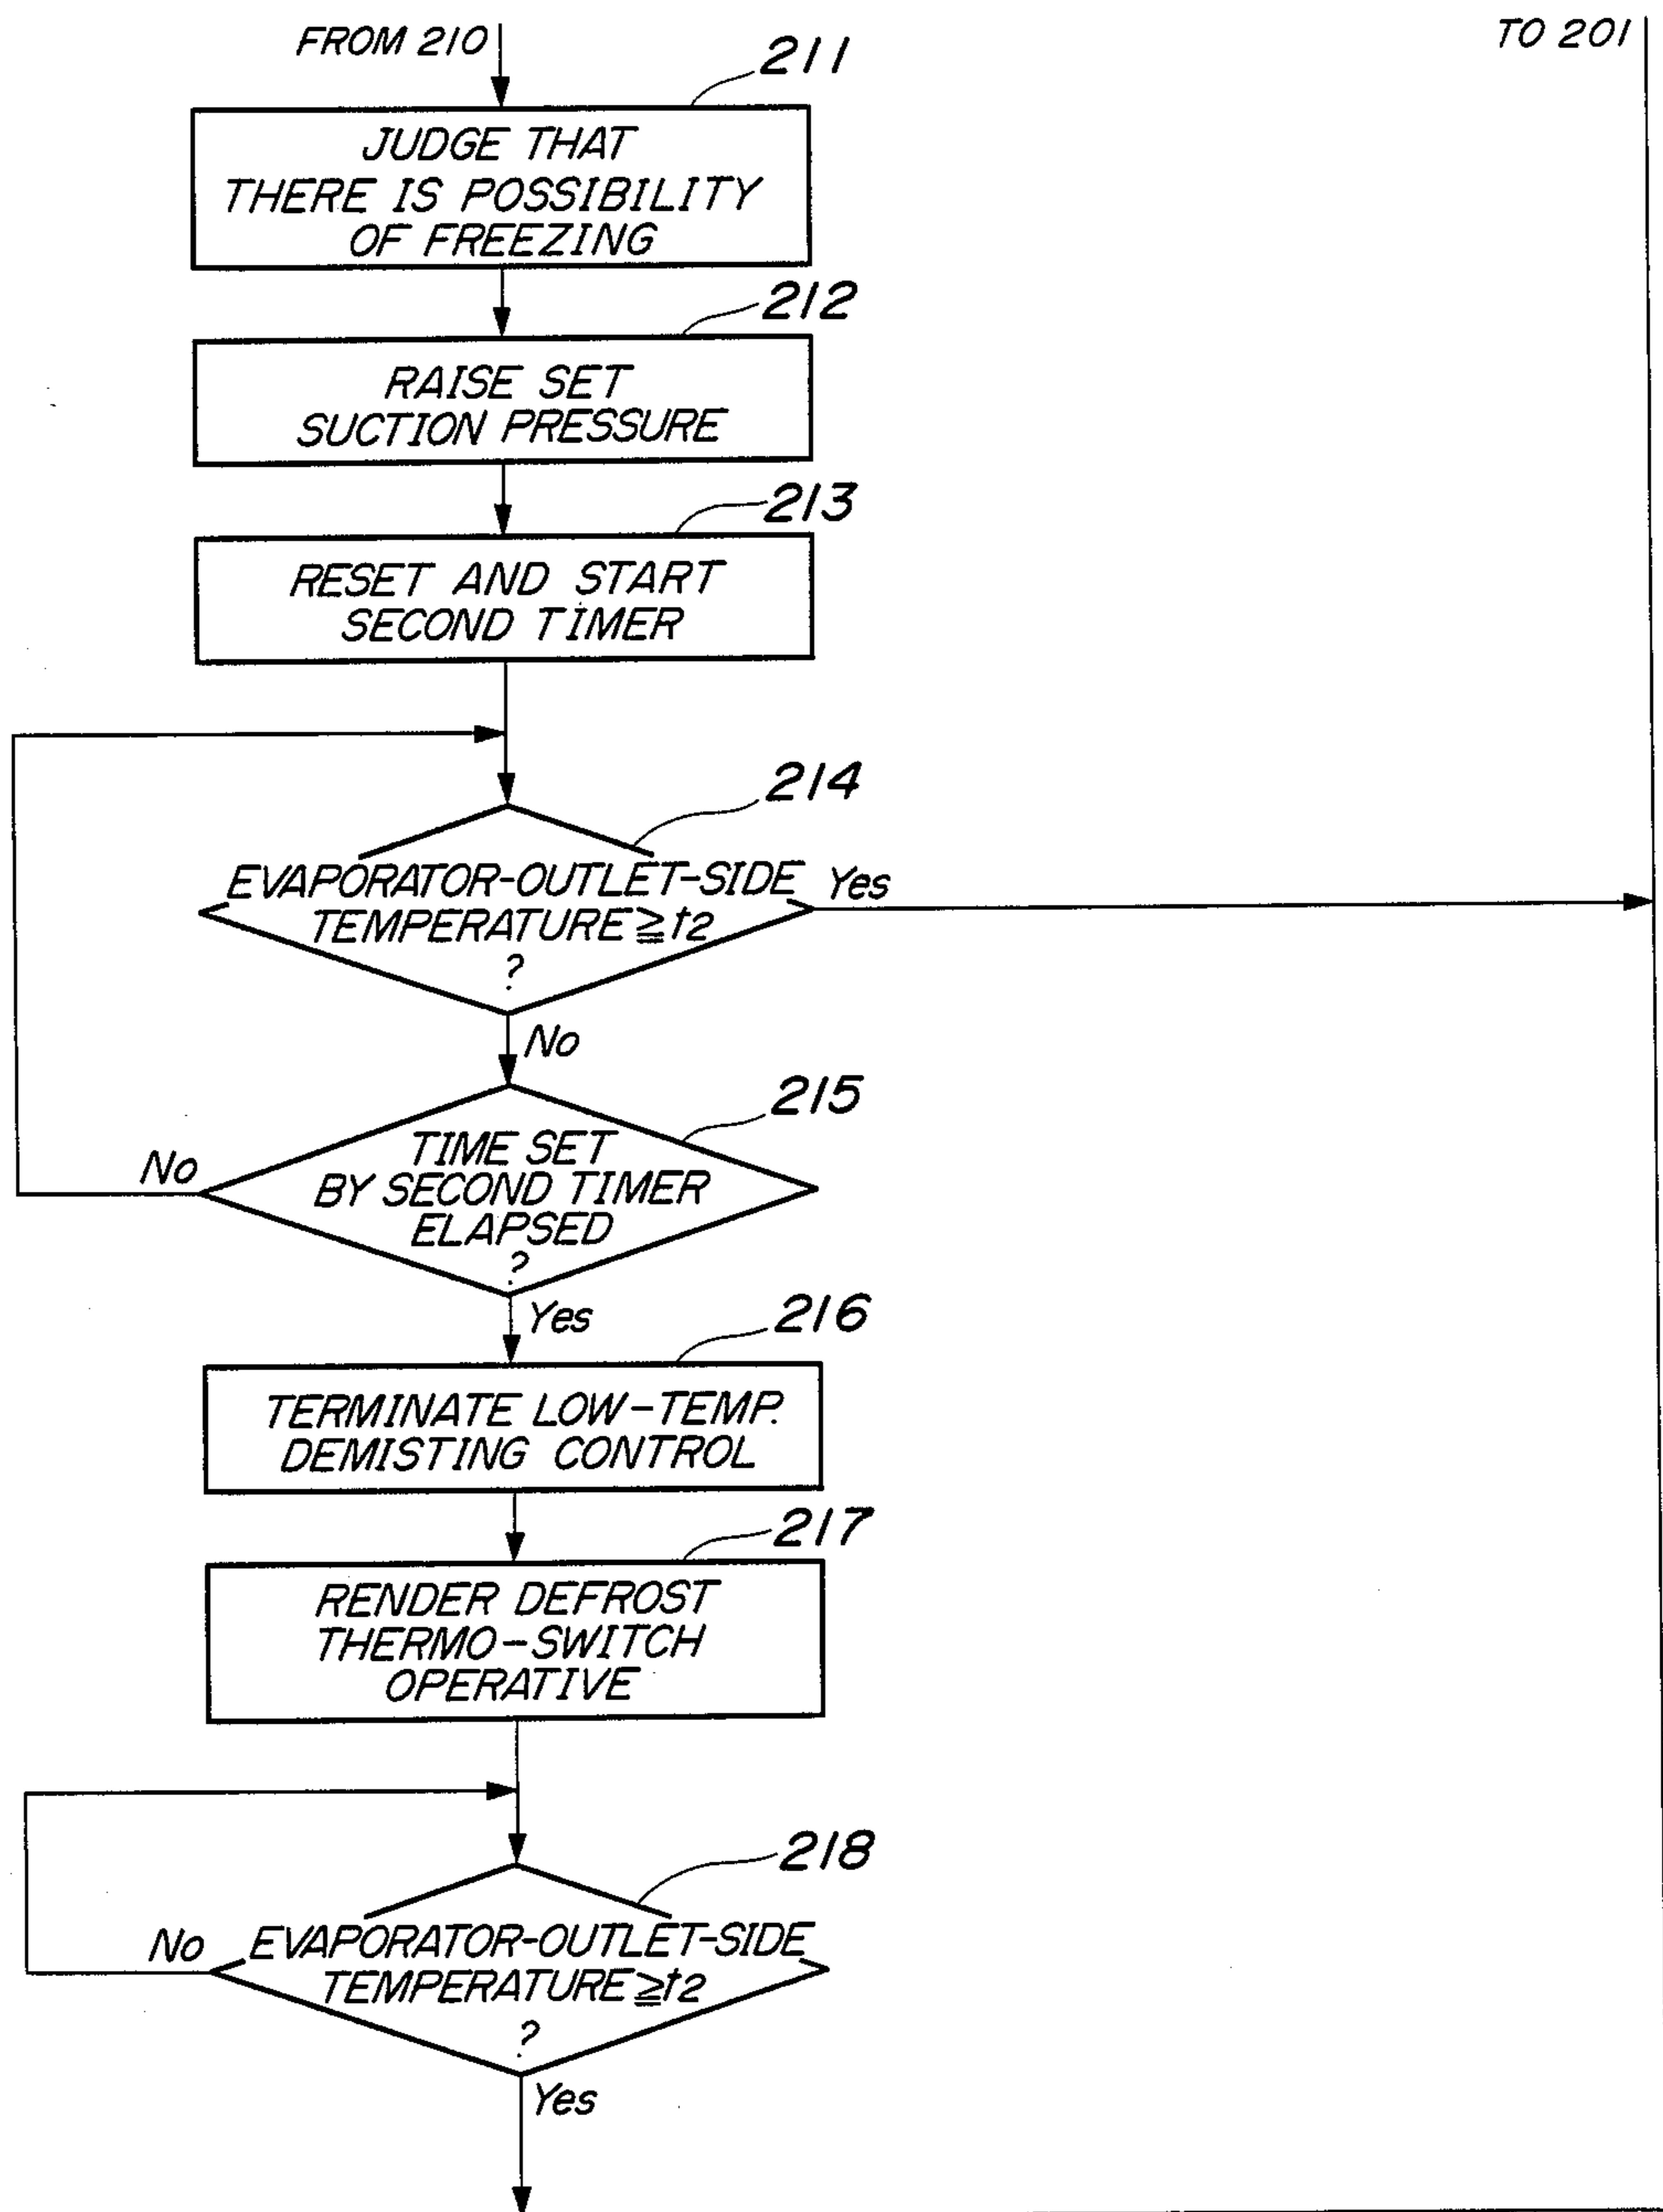 FROM 210
TO 201
211
JUDGE THAT
THERE IS POSSIBILITY
OF FREEZING
212
RAISE SET
SUCTION PRESSURE
213
RESET AND START
SECOND TIMER
214
EVAPORATOR-OUTLET-SIDE
TEMPERATURE ≧ t2
?
Yes
No
215
TIME SET
BY SECOND TIMER
ELAPSED
?
No
Yes
216
TERMINATE LOW-TEMP.
DEMISTING CONTROL
217
RENDER DEFROST
THERMO-SWITCH
OPERATIVE
218
No
EVAPORATOR-OUTLET-SIDE
TEMPERATURE ≧ t2
?
Yes